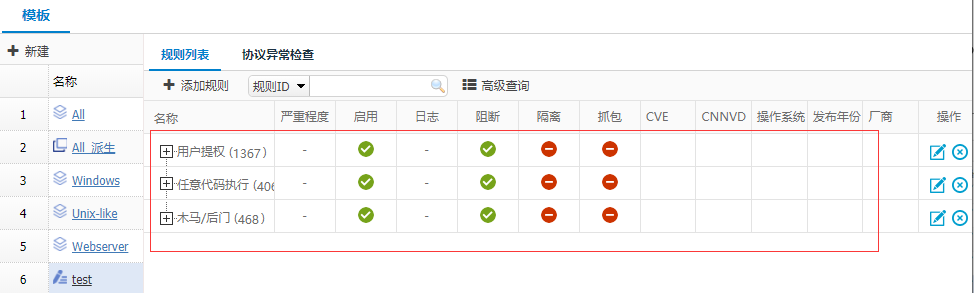 模板
新建
规则列表 协议异常检查
添加规则 规则ID 高级查询
名称
名称 严重程度 启用 日志 阻断 隔离 抓包 CVE CNNVD 操作系统 发布年份 厂商 操作
1 All
2 All_派生
用户提权 (1367) - -
3 Windows
任意代码执行 (406 - -
4 Unix-like
木马/后门 (468) - -
5 Webserver
6 test